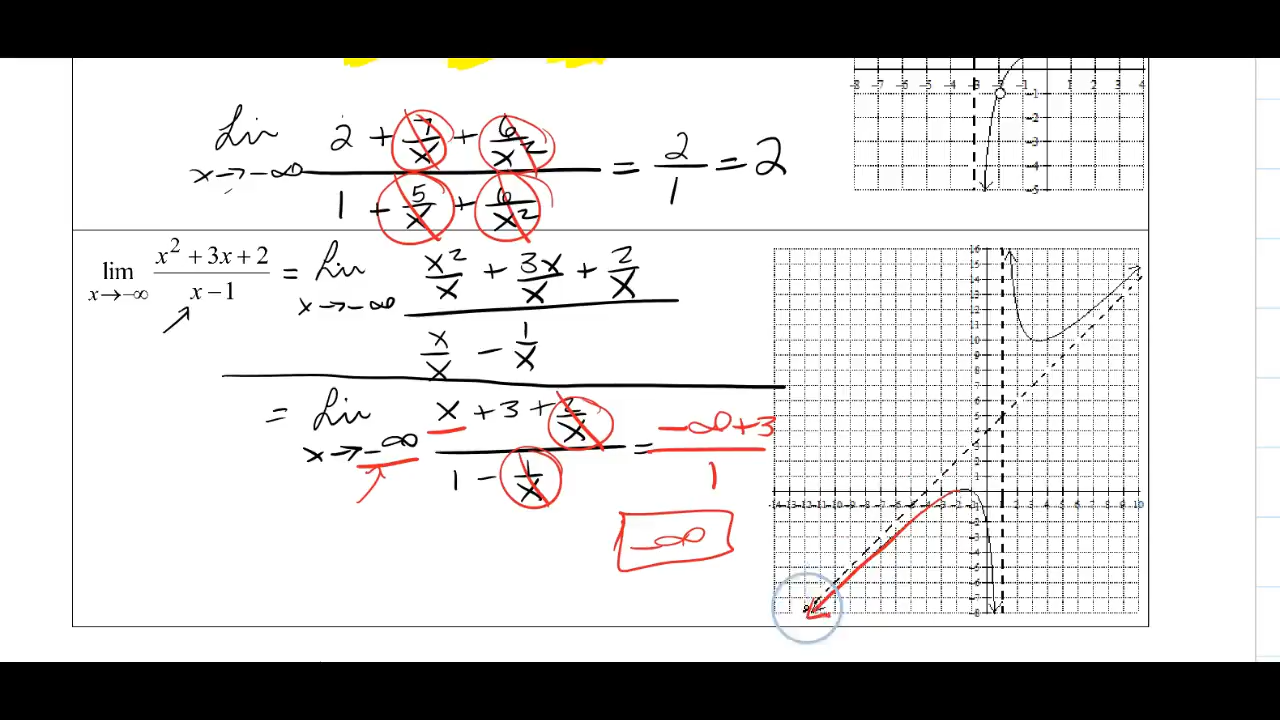 Lim x→-∞ (2 + 7/x + 6/x²)/(1 + 5/x + 6/x²) = 2/1 = 2
lim x→−∞ (x² + 3x + 2)/(x − 1) = Lim x→-∞ (x²/x + 3x/x + 2/x)/(x/x - 1/x)
= Lim x→-∞ (x + 3 + 2/x)/(1 - 1/x) = (-∞+3)/1
-∞